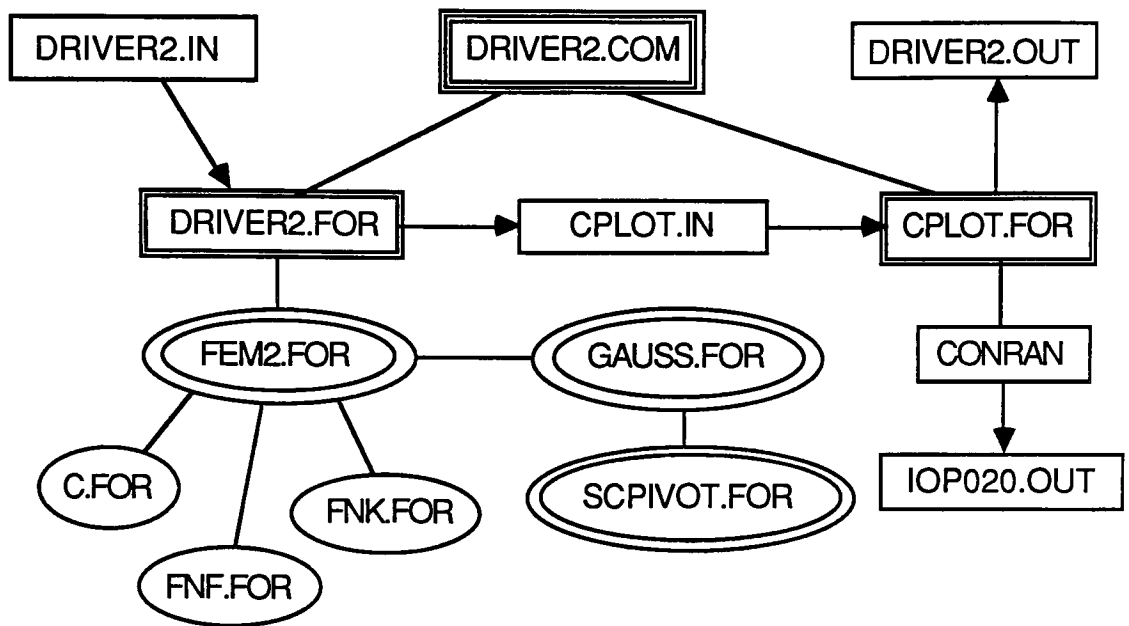 DRIVER2.IN
DRIVER2.COM
DRIVER2.OUT
DRIVER2.FOR
CPLOT.IN
CPLOT.FOR
FEM2.FOR
GAUSS.FOR
CONRAN
C.FOR
FNK.FOR
SCPIVOT.FOR
IOP020.OUT
FNF.FOR